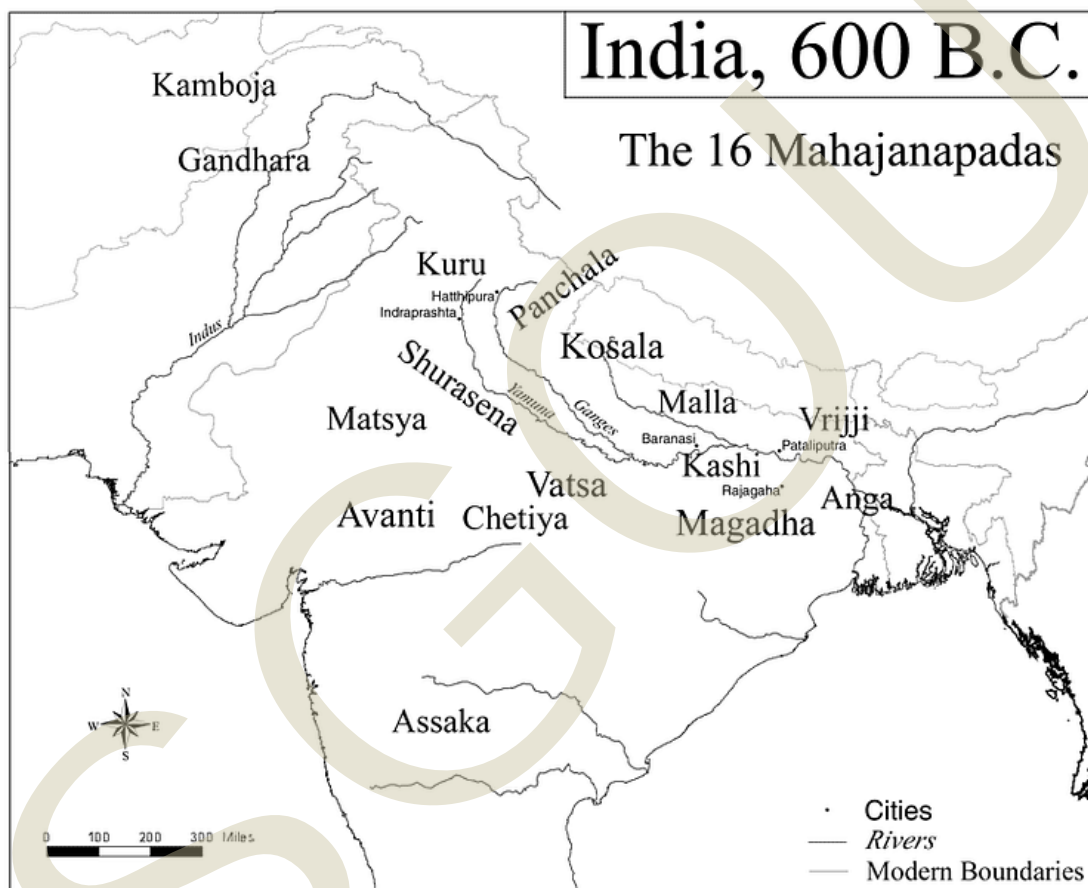 India, 600 B.C.
The 16 Mahajanapadas
Kamboja
Gandhara
Kuru
Panchala
Hatthipura
Indraprashta
Indus
Kosala
Shurasena
Yamuna
Ganges
Malla
Matsya
Vrijji
Baranasi
Pataliputra
Kashi
Vatsa
Rajagaha
Anga
Avanti
Chetiya
Magadha
Assaka
N
W
E
S
0 100 200 300 Miles
Cities
Rivers
Modern Boundaries
SGOU